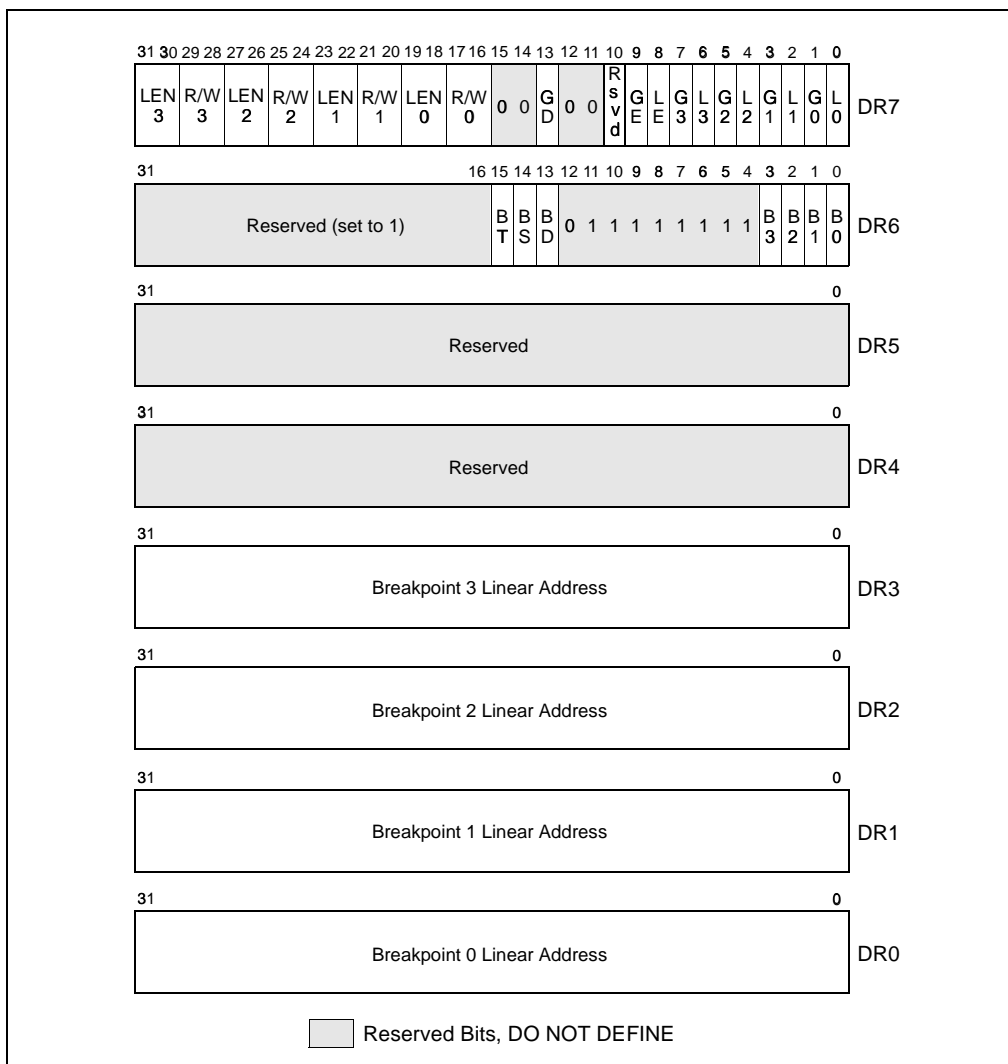 31 30 29 28 27 26 25 24 23 22 21 20 19 18 17 16 15 14 13 12 11 10 9 8 7 6 5 4 3 2 1 0
LEN 3 R/W 3 LEN 2 R/W 2 LEN 1 R/W 1 LEN 0 R/W 0 0 0 GD 0 0 Rsvd GE LE G3 L3 G2 L2 G1 L1 G0 L0 DR7
31 16 15 14 13 12 11 10 9 8 7 6 5 4 3 2 1 0
Reserved (set to 1) BT BS BD 0 1 1 1 1 1 1 1 1 B3 B2 B1 B0 DR6
31 0
Reserved DR5
31 0
Reserved DR4
31 0
Breakpoint 3 Linear Address DR3
31 0
Breakpoint 2 Linear Address DR2
31 0
Breakpoint 1 Linear Address DR1
31 0
Breakpoint 0 Linear Address DR0
Reserved Bits, DO NOT DEFINE